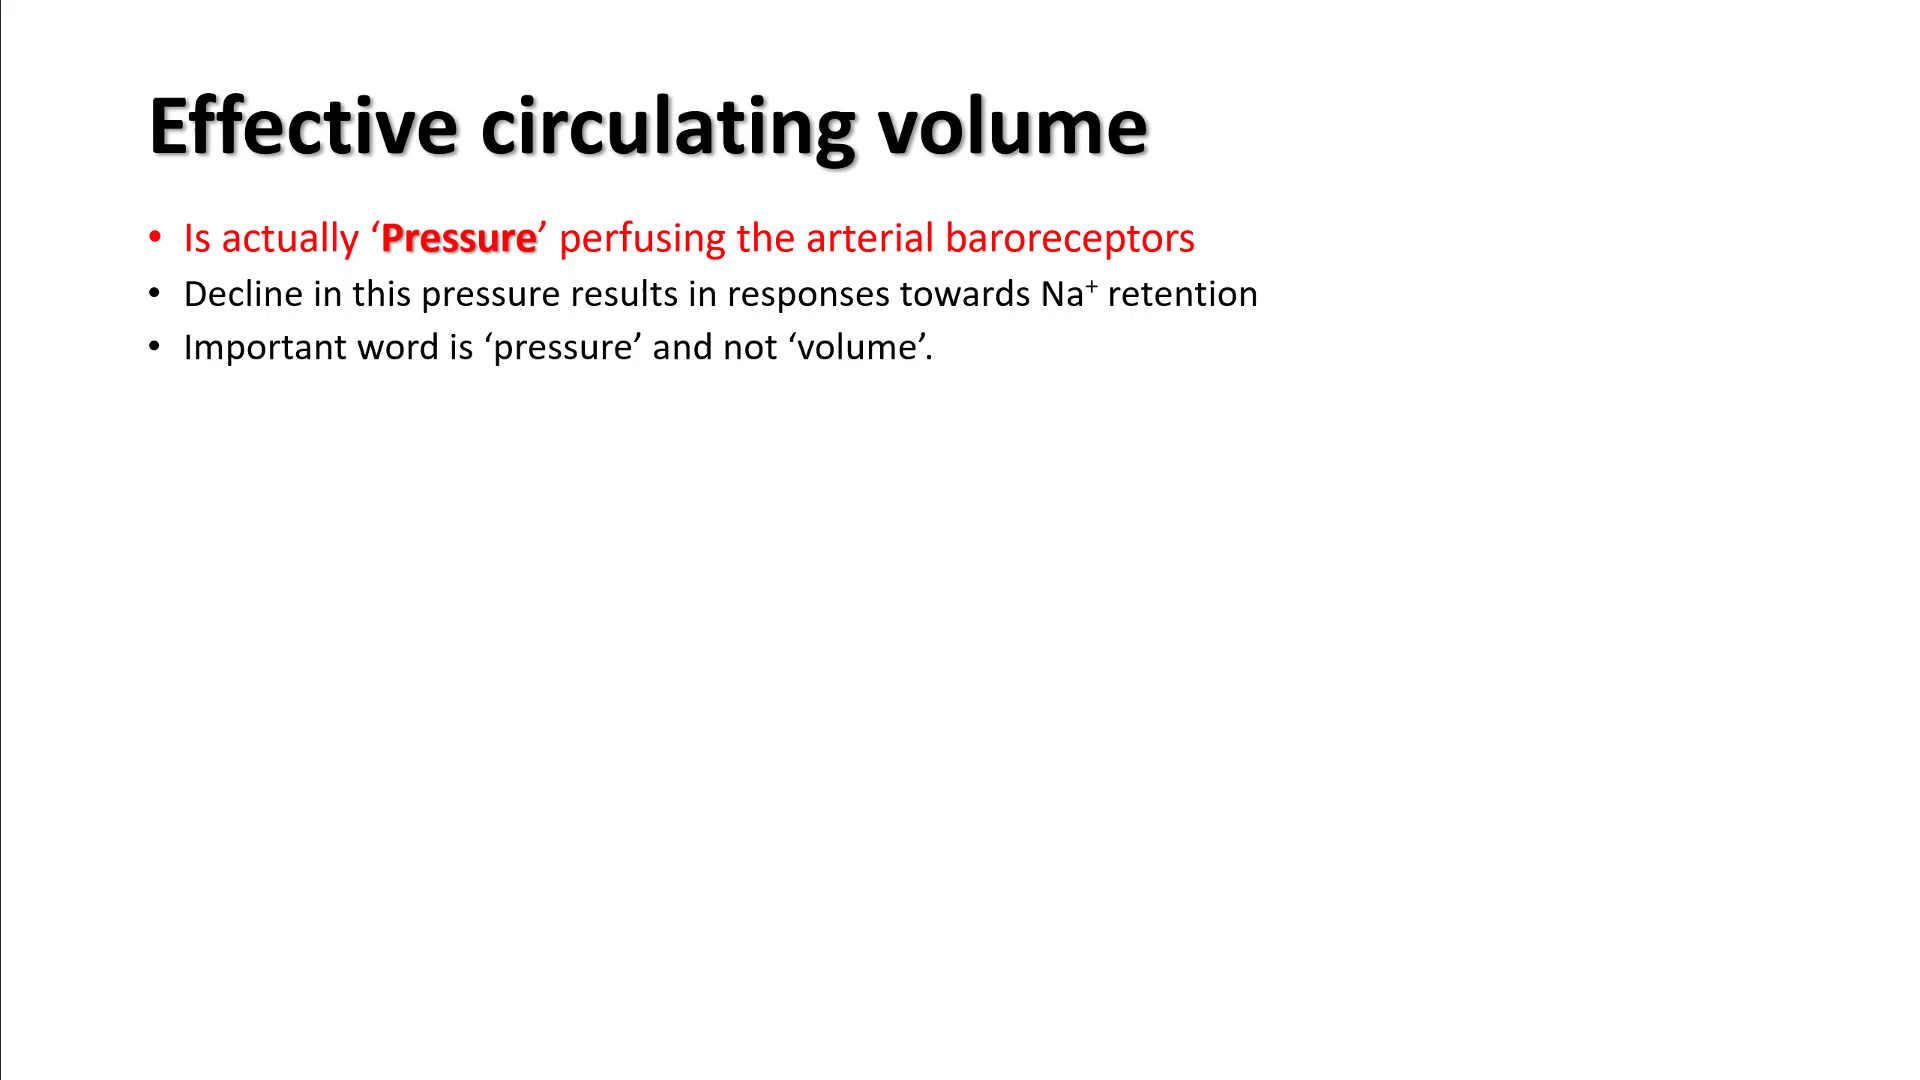 Effective circulating volume
• Is actually ‘Pressure’ perfusing the arterial baroreceptors
• Decline in this pressure results in responses towards Na⁺ retention
• Important word is ‘pressure’ and not ‘volume’.